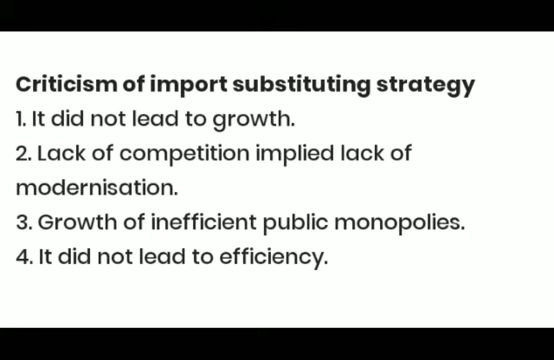 Criticism of import substituting strategy
1. It did not lead to growth.
2. Lack of competition implied lack of
modernisation.
3. Growth of inefficient public monopolies.
4. It did not lead to efficiency.